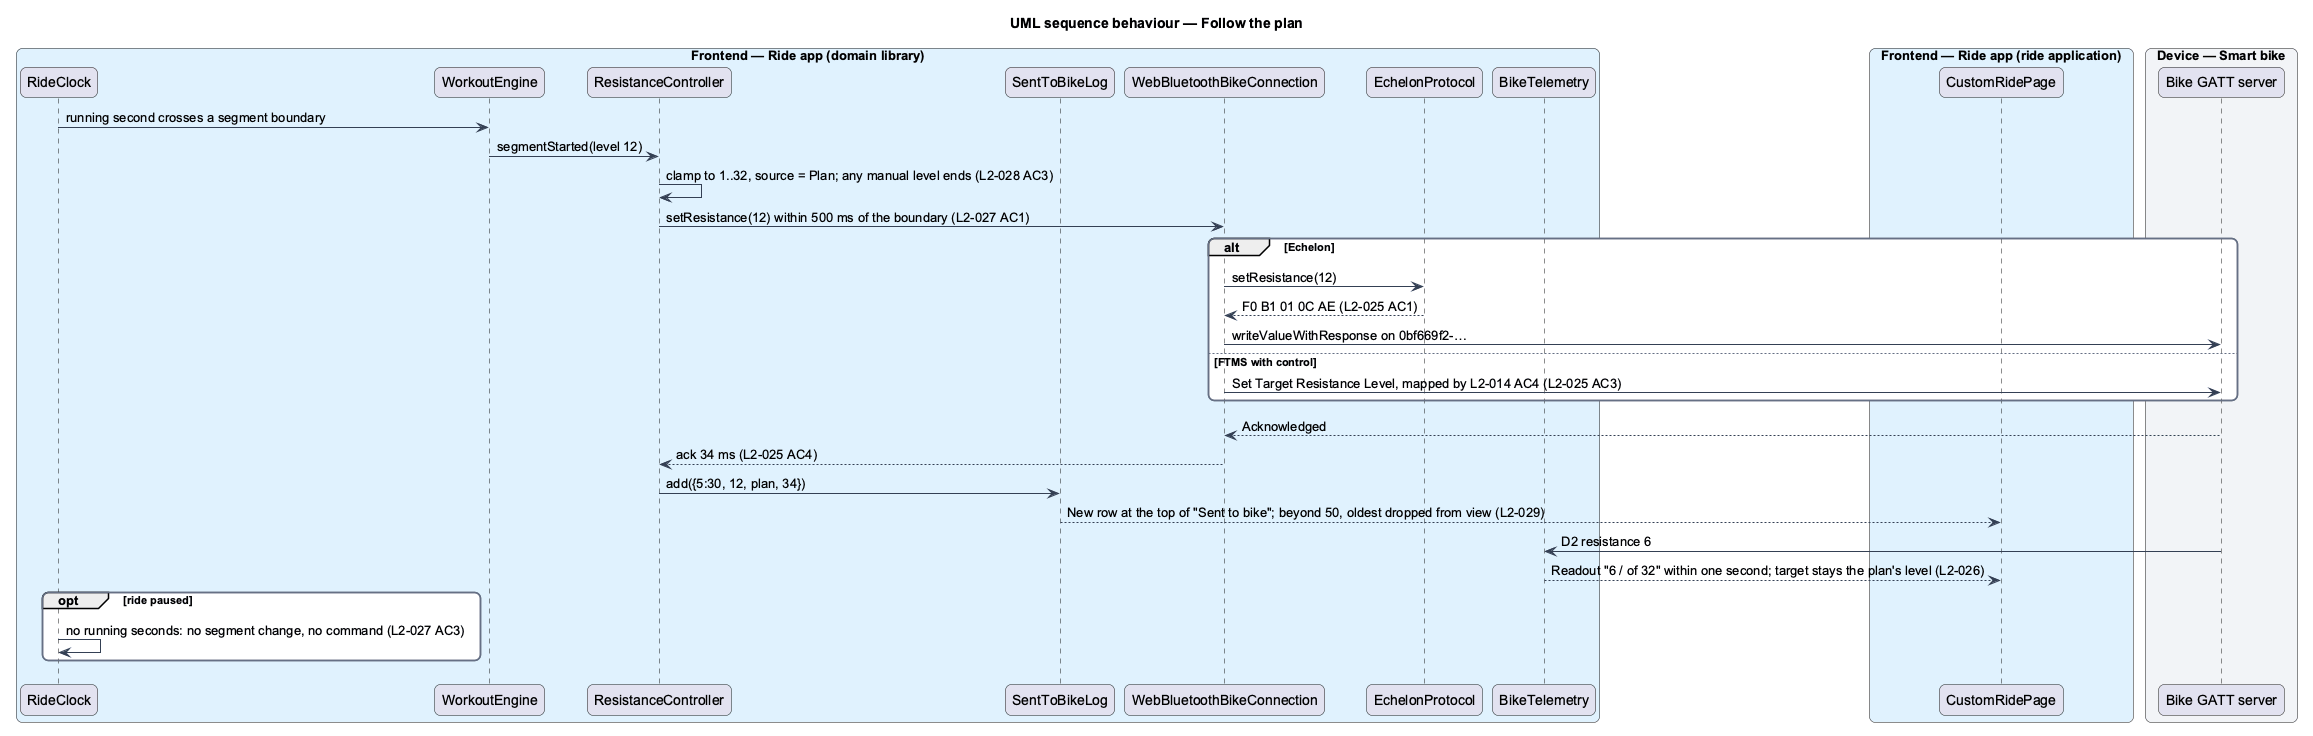 UML sequence behaviour — Follow the plan
Frontend — Ride app (domain library)
Frontend — Ride app (ride application)
Device — Smart bike
RideClock
WorkoutEngine
ResistanceController
SentToBikeLog
WebBluetoothBikeConnection
EchelonProtocol
BikeTelemetry
CustomRidePage
Bike GATT server
running second crosses a segment boundary
segmentStarted(level 12)
clamp to 1..32, source = Plan; any manual level ends (L2-028 AC3)
setResistance(12) within 500 ms of the boundary (L2-027 AC1)
alt
[Echelon]
setResistance(12)
F0 B1 01 0C AE (L2-025 AC1)
writeValueWithResponse on 0bf669f2-…
[FTMS with control]
Set Target Resistance Level, mapped by L2-014 AC4 (L2-025 AC3)
Acknowledged
ack 34 ms (L2-025 AC4)
add({5:30, 12, plan, 34})
New row at the top of "Sent to bike"; beyond 50, oldest dropped from view (L2-029)
D2 resistance 6
Readout "6 / of 32" within one second; target stays the plan's level (L2-026)
opt
[ride paused]
no running seconds: no segment change, no command (L2-027 AC3)
RideClock
WorkoutEngine
ResistanceController
SentToBikeLog
WebBluetoothBikeConnection
EchelonProtocol
BikeTelemetry
CustomRidePage
Bike GATT server